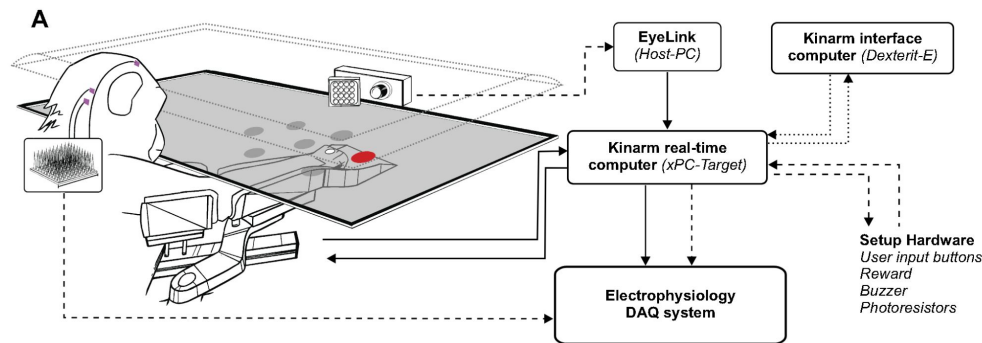 A
EyeLink
(Host-PC)
Kinarm interface
computer (Dexterit-E)
Kinarm real-time
computer (xPC-Target)
Setup Hardware
User input buttons
Reward
Buzzer
Photoresistors
Electrophysiology
DAQ system